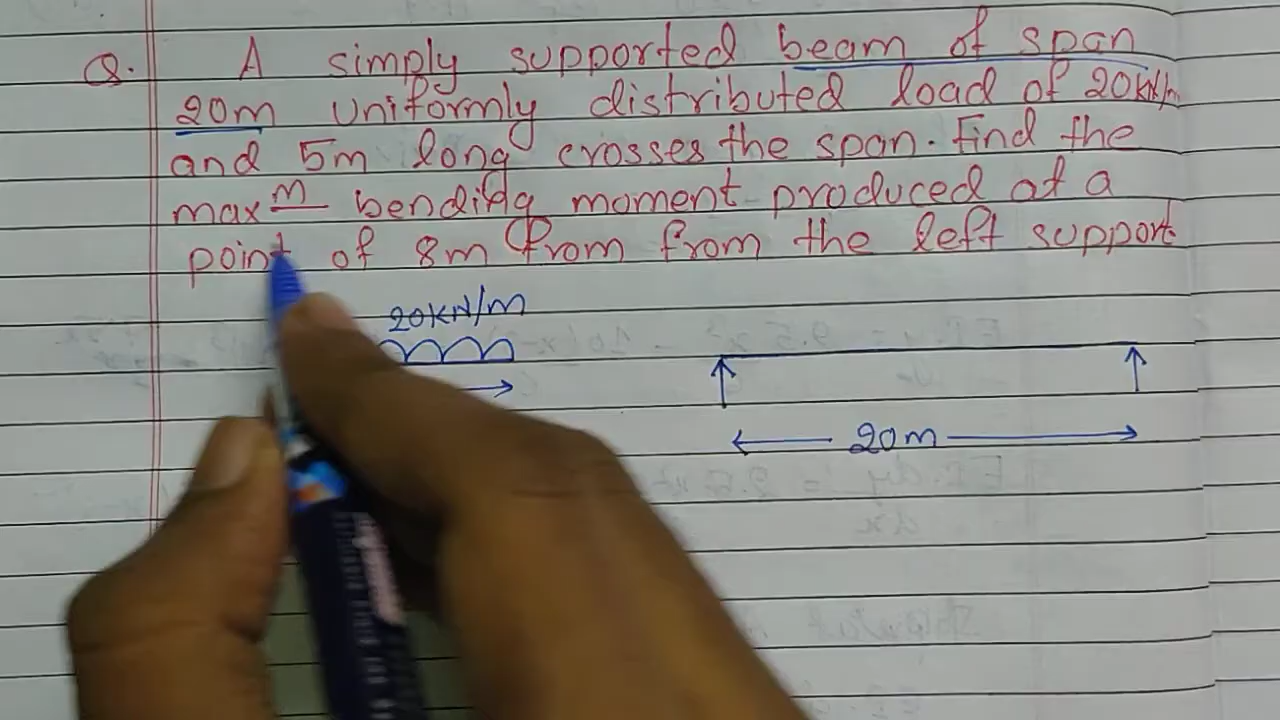 Q. A simply supported beam of span
20m uniformly distributed load of 20kN/m
and 5m long crosses the span. Find the
maxm bending moment produced at a
point of 8m from from the left support
20kN/m
20m